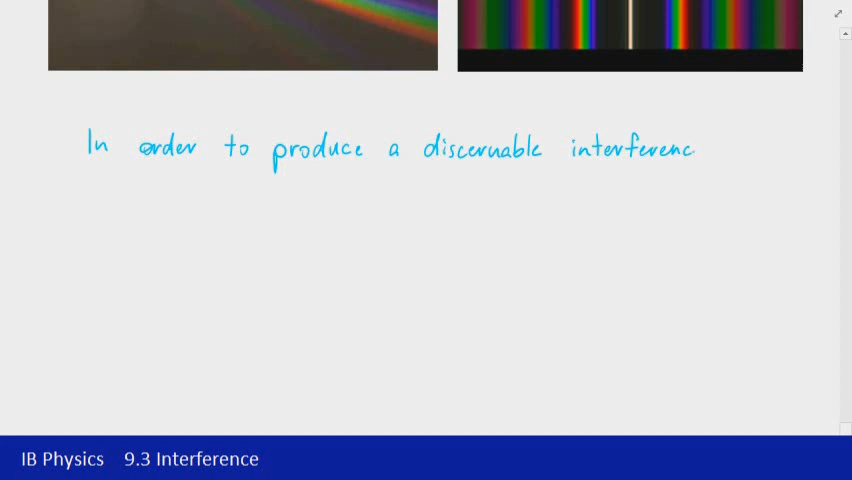 In order to produce a discernable interferenc
IB Physics 9.3 Interference